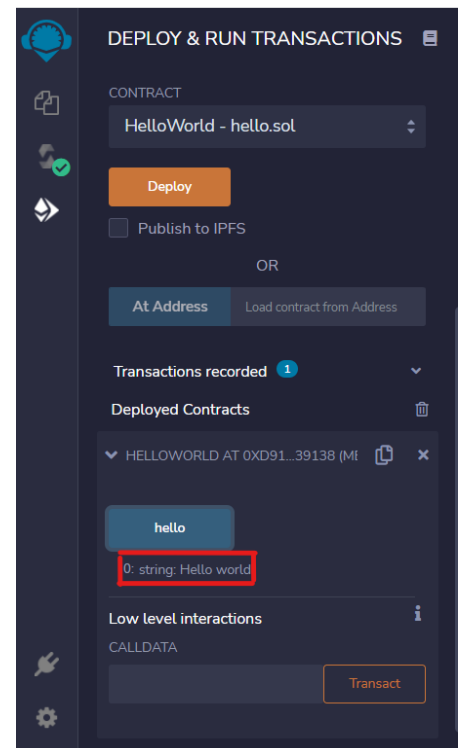 DEPLOY & RUN TRANSACTIONS
CONTRACT
HelloWorld - hello.sol
Deploy
Publish to IPFS
OR
At Address Load contract from Address
Transactions recorded 1
Deployed Contracts
HELLOWORLD AT 0XD91...39138 (ME
hello
0: string: Hello world
Low level interactions i
CALLDATA
Transact